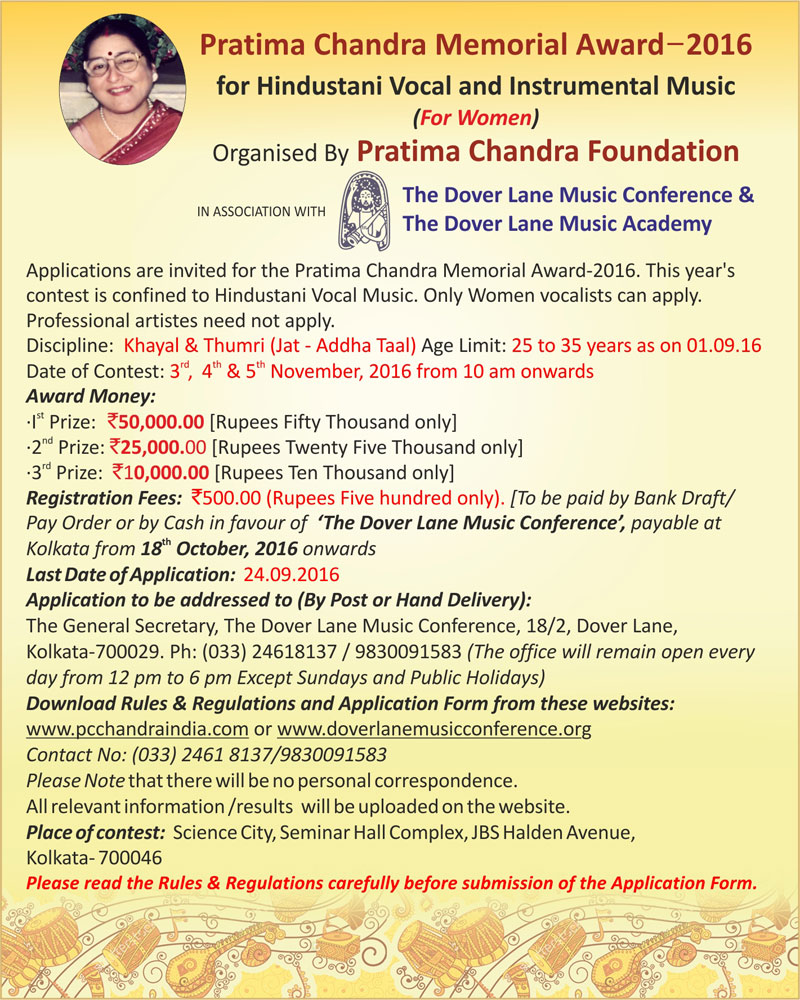 Pratima Chandra Memorial Award–2016
for Hindustani Vocal and Instrumental Music
(For Women)
Organised By Pratima Chandra Foundation
IN ASSOCIATION WITH
The Dover Lane Music Conference &
The Dover Lane Music Academy
Applications are invited for the Pratima Chandra Memorial Award-2016. This year's
contest is confined to Hindustani Vocal Music. Only Women vocalists can apply.
Professional artistes need not apply.
Discipline: Khayal & Thumri (Jat - Addha Taal) Age Limit: 25 to 35 years as on 01.09.16
Date of Contest: 3rd, 4th & 5th November, 2016 from 10 am onwards
Award Money:
·Ist Prize: ₹50,000.00 [Rupees Fifty Thousand only]
·2nd Prize: ₹25,000.00 [Rupees Twenty Five Thousand only]
·3rd Prize: ₹10,000.00 [Rupees Ten Thousand only]
Registration Fees: ₹500.00 (Rupees Five hundred only). [To be paid by Bank Draft/
Pay Order or by Cash in favour of ‘The Dover Lane Music Conference’, payable at
Kolkata from 18th October, 2016 onwards
Last Date of Application: 24.09.2016
Application to be addressed to (By Post or Hand Delivery):
The General Secretary, The Dover Lane Music Conference, 18/2, Dover Lane,
Kolkata-700029. Ph: (033) 24618137 / 9830091583 (The office will remain open every
day from 12 pm to 6 pm Except Sundays and Public Holidays)
Download Rules & Regulations and Application Form from these websites:
www.pcchandraindia.com or www.doverlanemusicconference.org
Contact No: (033) 2461 8137/9830091583
Please Note that there will be no personal correspondence.
All relevant information /results will be uploaded on the website.
Place of contest: Science City, Seminar Hall Complex, JBS Halden Avenue,
Kolkata- 700046
Please read the Rules & Regulations carefully before submission of the Application Form.